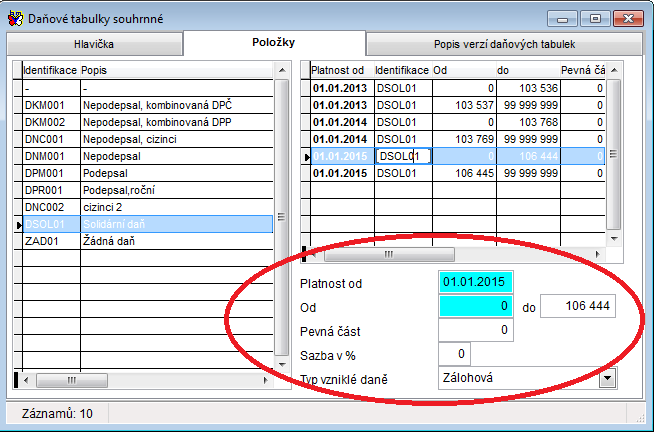 Daňové tabulky souhrnné
Hlavička Položky Popis verzí daňových tabulek
Identifikace Popis
- -
DKM001 Nepodepsal, kombinovaná DPČ
DKM002 Nepodepsal, kombinovaná DPP
DNC001 Nepodepsal, cizinci
DNM001 Nepodepsal
DPM001 Podepsal
DPR001 Podepsal,roční
DNC002 cizinci 2
DSOL01 Solidární daň
ZAD01 Žádná daň
Platnost od Identifikace Od do Pevná čá
01.01.2013 DSOL01 0 103 536 0
01.01.2013 DSOL01 103 537 99 999 999 0
01.01.2014 DSOL01 0 103 768 0
01.01.2014 DSOL01 103 769 99 999 999 0
01.01.2015 DSOL01 0 106 444 0
01.01.2015 DSOL01 106 445 99 999 999 0
Platnost od 01.01.2015
Od 0 do 106 444
Pevná část 0
Sazba v % 0
Typ vzniklé daně Zálohová
Záznamů: 10